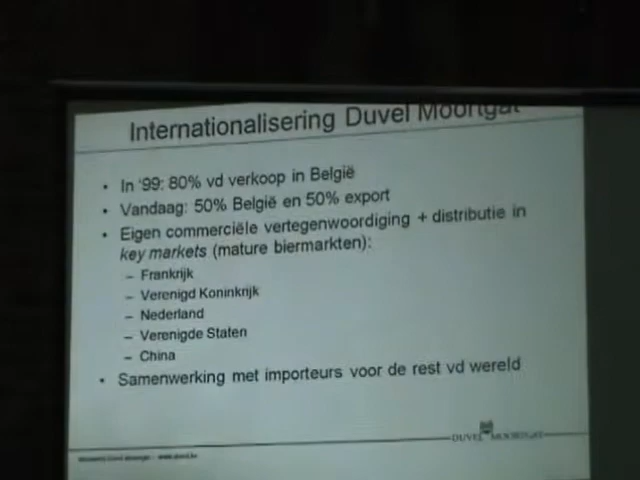 Internationalisering Duvel Moortgat
• In '99: 80% vd verkoop in België
• Vandaag: 50% België en 50% export
• Eigen commerciële vertegenwoordiging + distributie in
key markets (mature biermarkten):
– Frankrijk
– Verenigd Koninkrijk
– Nederland
– Verenigde Staten
– China
• Samenwerking met importeurs voor de rest vd wereld
DUVEL MOORTGAT